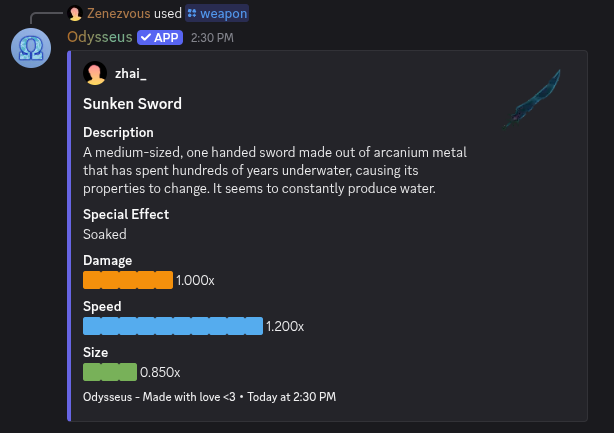 Zenezvous used weapon
Odysseus APP 2:30 PM
zhai_
Sunken Sword
Description
A medium-sized, one handed sword made out of arcanium metal
that has spent hundreds of years underwater, causing its
properties to change. It seems to constantly produce water.
Special Effect
Soaked
Damage
1.000x
Speed
1.200x
Size
0.850x
Odysseus - Made with love <3 • Today at 2:30 PM